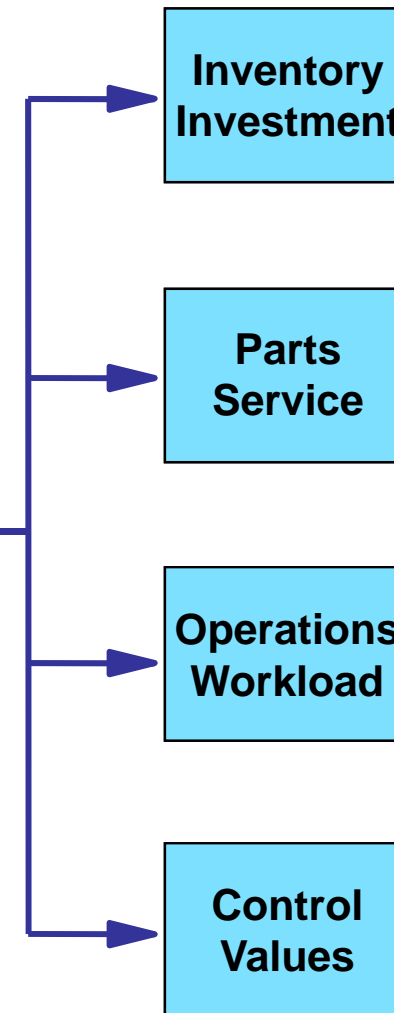 Inventory
Investment
Parts
Service
Operations
Workload
Control
Values